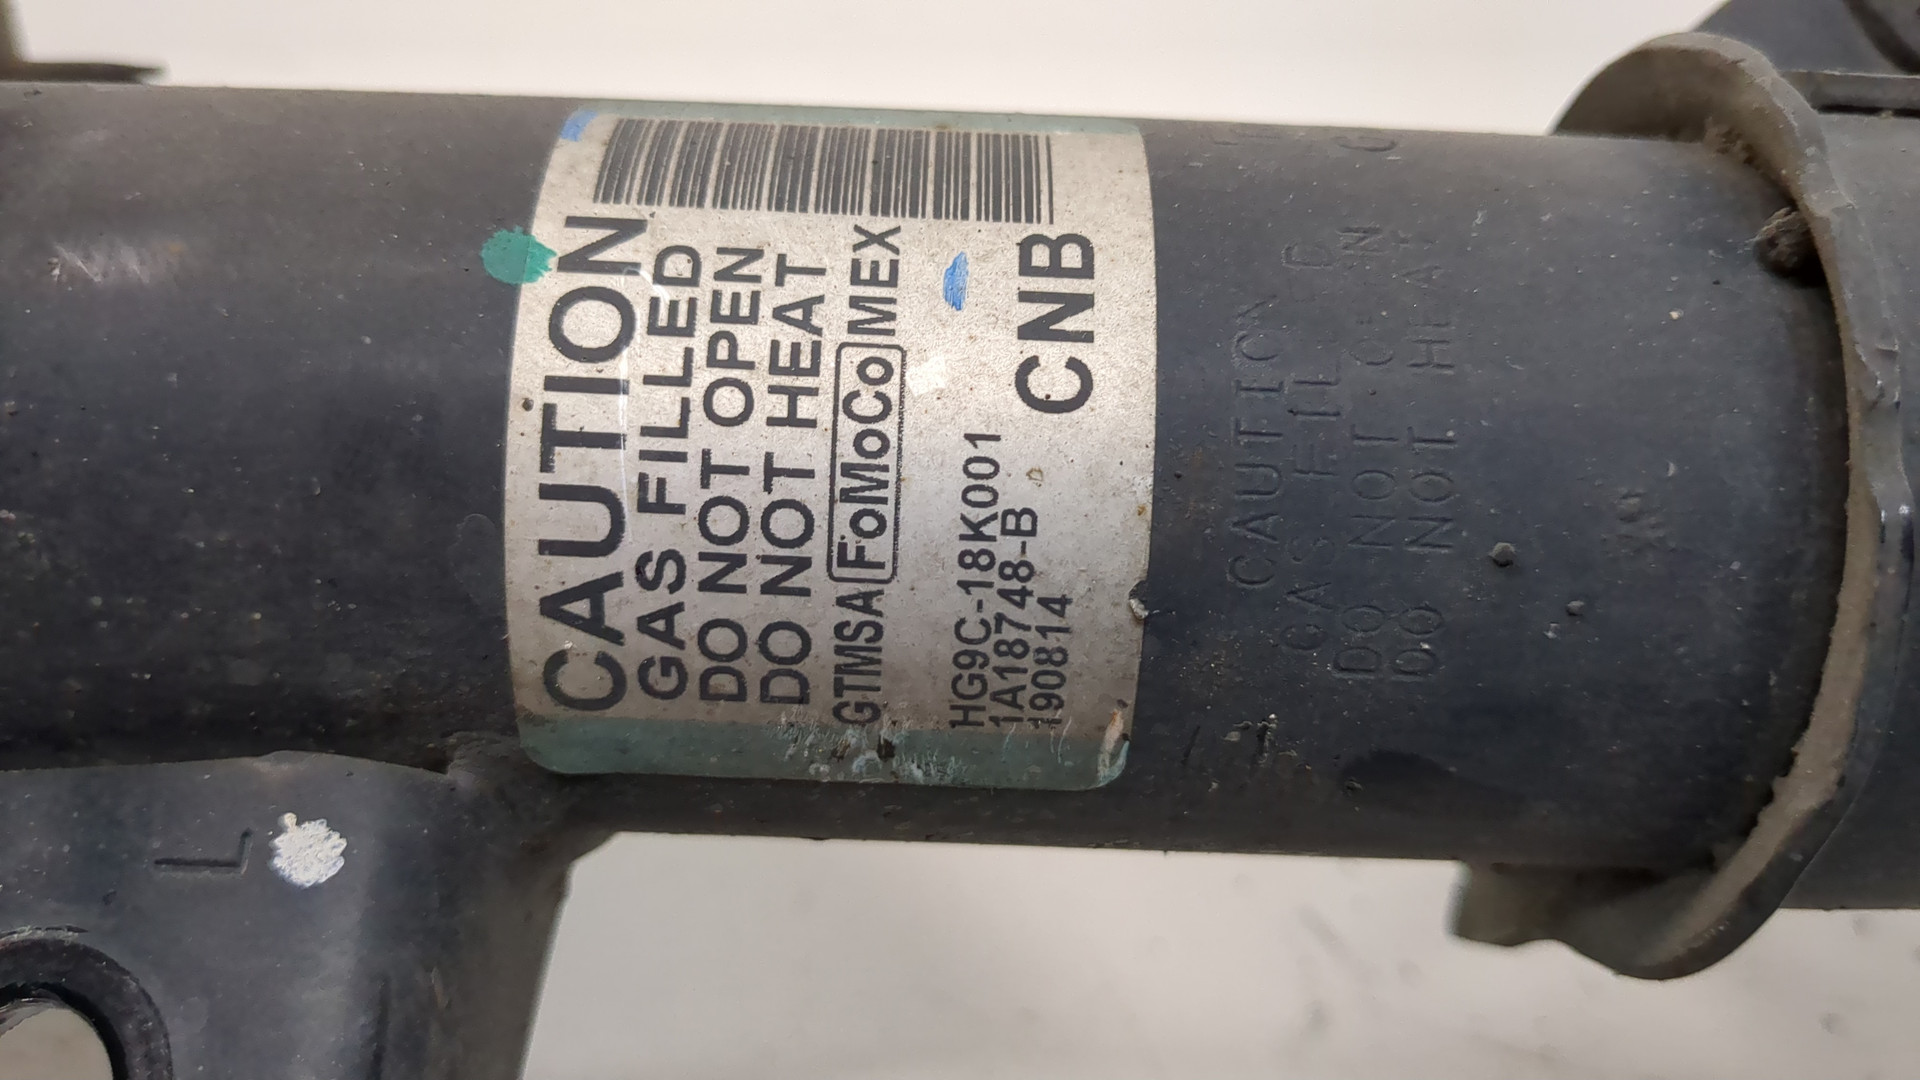 CAUTION
GAS FILLED
DO NOT OPEN
DO NOT HEAT
GTMSA FoMoCo MEX
HG9C-18K001
1A18748-B
190814
CNB
CAUTION
GAS FILLED
DO NOT OPEN
DO NOT HEAT
L